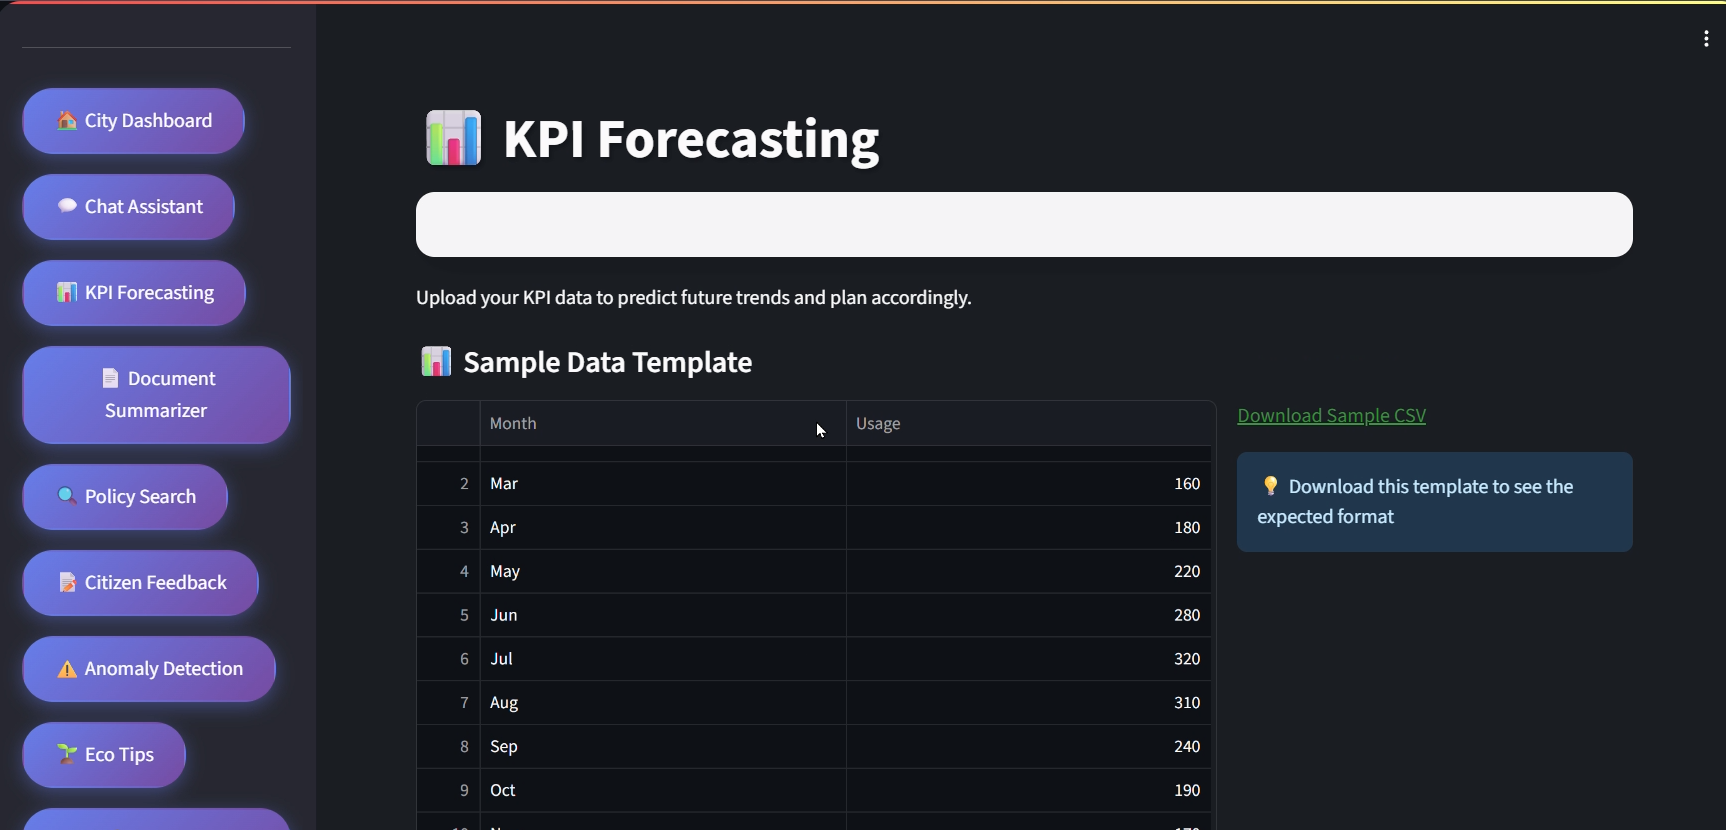 City Dashboard
Chat Assistant
KPI Forecasting
Document
Summarizer
Policy Search
Citizen Feedback
Anomaly Detection
Eco Tips
KPI Forecasting
Upload your KPI data to predict future trends and plan accordingly.
Sample Data Template
Month Usage
2 Mar 160
3 Apr 180
4 May 220
5 Jun 280
6 Jul 320
7 Aug 310
8 Sep 240
9 Oct 190
Download Sample CSV
Download this template to see the
expected format